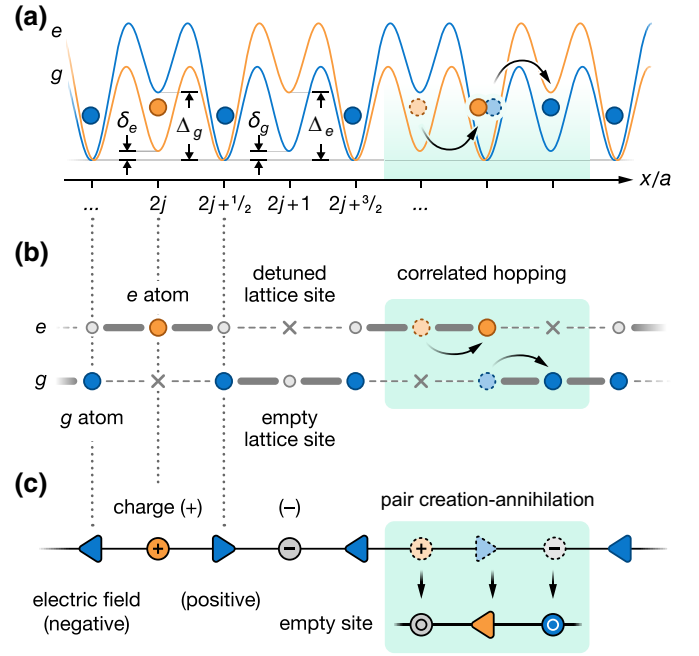 (a)
e
g
δe
Δg
δg
Δe
x/a
... 2j 2j+1/2 2j+1 2j+3/2 ...
(b)
e atom
detuned
lattice site
correlated hopping
e
g
g atom
empty
lattice site
(c)
charge (+)
(−)
pair creation-annihilation
+ − + −
electric field
(negative)
(positive)
empty site